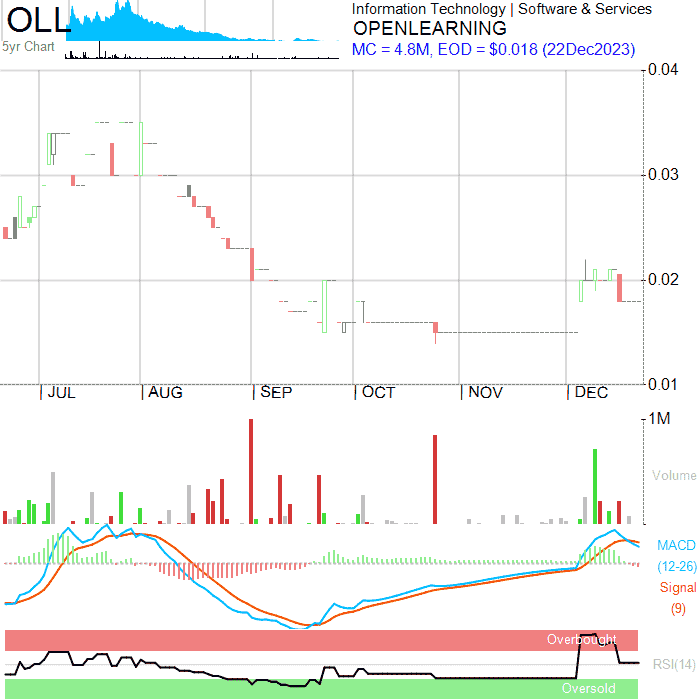 OLL
5yr Chart
Information Technology | Software & Services
OPENLEARNING
MC = 4.8M, EOD = $0.018 (22Dec2023)
0.04
0.03
0.02
0.01
JUL AUG SEP OCT NOV DEC
1M
Volume
MACD
(12-26)
Signal
(9)
Overbought
RSI(14)
Oversold